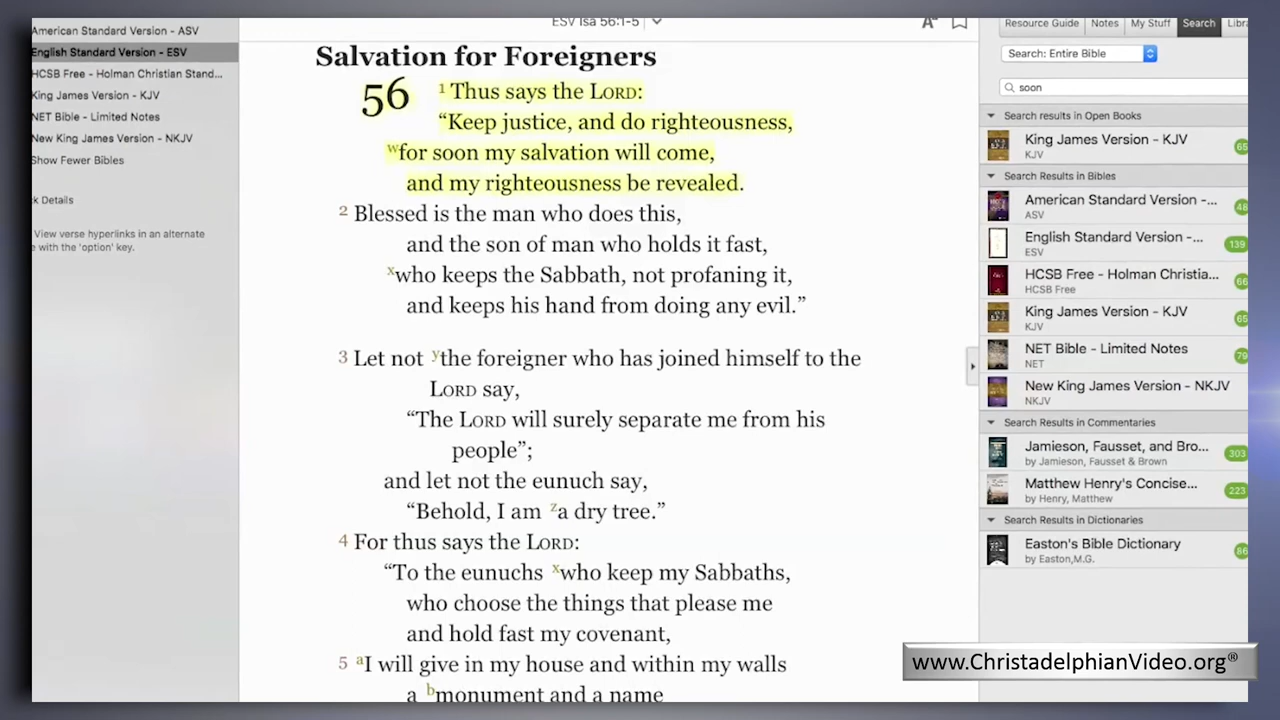 American Standard Version - ASV
English Standard Version - ESV
HCSB Free - Holman Christian Stand...
King James Version - KJV
NET Bible - Limited Notes
New King James Version - NKJV
Show Fewer Bibles
ck Details
View verse hyperlinks in an alternate
e with the 'option' key.
ESV Isa 56:1-5
Salvation for Foreigners
56
1 Thus says the LORD:
“Keep justice, and do righteousness,
w for soon my salvation will come,
and my righteousness be revealed.
2 Blessed is the man who does this,
and the son of man who holds it fast,
x who keeps the Sabbath, not profaning it,
and keeps his hand from doing any evil.”
3 Let not y the foreigner who has joined himself to the
LORD say,
“The LORD will surely separate me from his
people”;
and let not the eunuch say,
“Behold, I am z a dry tree.”
4 For thus says the LORD:
“To the eunuchs x who keep my Sabbaths,
who choose the things that please me
and hold fast my covenant,
5 a I will give in my house and within my walls
a b monument and a name
A
Resource Guide Notes My Stuff Search Libra
Search: Entire Bible
soon
Search results in Open Books
King James Version - KJV
KJV
65
Search Results in Bibles
American Standard Version -...
ASV
48
English Standard Version -...
ESV
139
HCSB Free - Holman Christia...
HCSB Free
66
King James Version - KJV
KJV
65
NET Bible - Limited Notes
NET
79
New King James Version - NKJV
NKJV
Search Results in Commentaries
Jamieson, Fausset, and Bro...
by Jamieson, Fausset & Brown
303
Matthew Henry's Concise...
by Henry, Matthew
223
Search Results in Dictionaries
Easton's Bible Dictionary
by Easton,M.G.
86
www.ChristadelphianVideo.org®